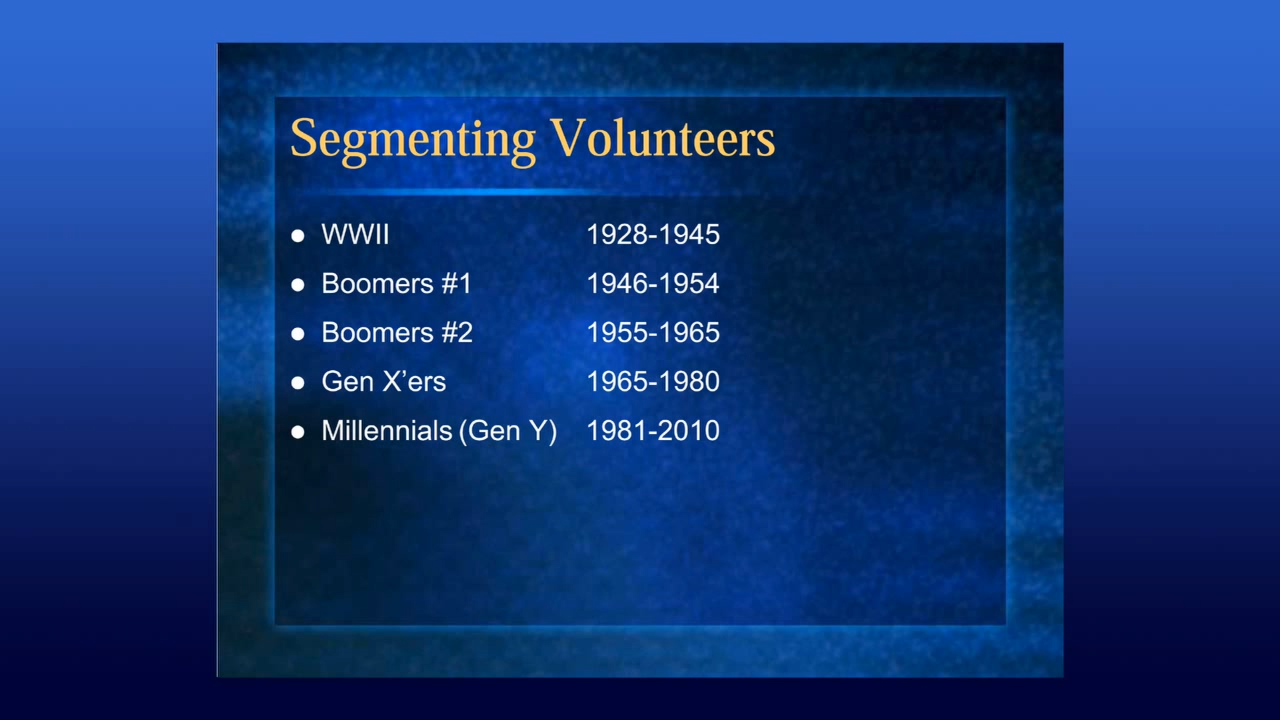 Segmenting Volunteers
● WWII 1928-1945
● Boomers #1 1946-1954
● Boomers #2 1955-1965
● Gen X’ers 1965-1980
● Millennials (Gen Y) 1981-2010